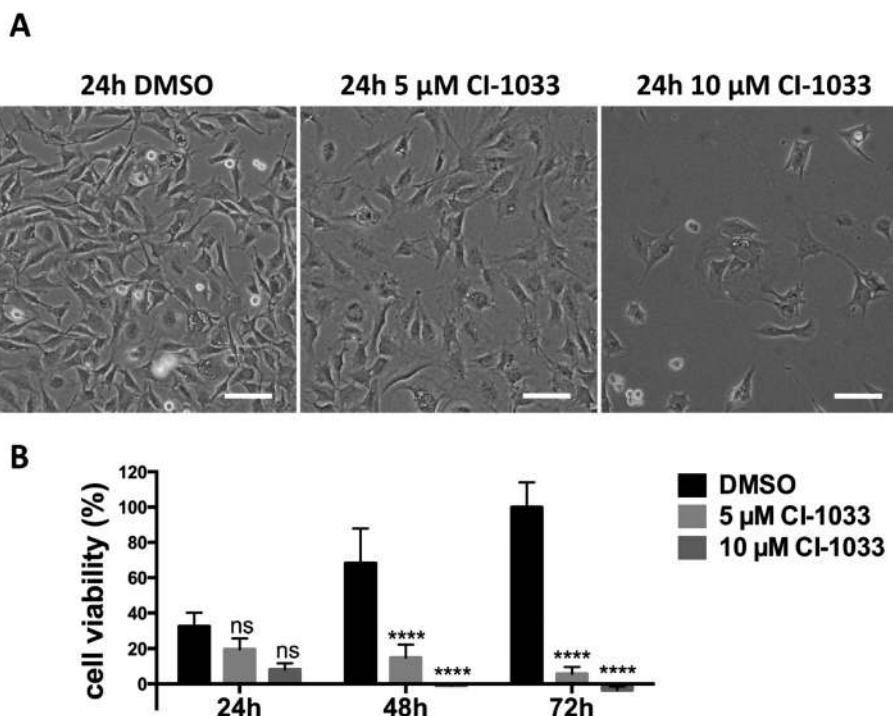 A
24h DMSO
24h 5 µM CI-1033
24h 10 µM CI-1033
B
cell viability (%)
120
100
80
60
40
20
0
ns
ns
****
****
****
****
24h
48h
72h
DMSO
5 µM CI-1033
10 µM CI-1033